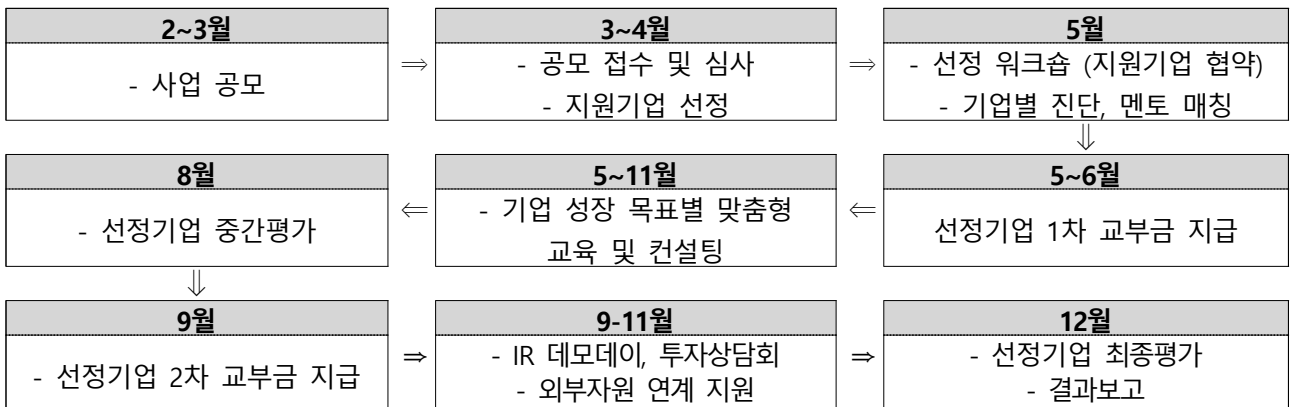 2~3월
- 사업 공모
⇒
3~4월
- 공모 접수 및 심사
- 지원기업 선정
⇒
5월
- 선정 워크숍 (지원기업 협약)
- 기업별 진단, 멘토 매칭
⇓
5~6월
선정기업 1차 교부금 지급
⇐
5~11월
- 기업 성장 목표별 맞춤형
교육 및 컨설팅
⇐
8월
- 선정기업 중간평가
⇓
9월
- 선정기업 2차 교부금 지급
⇒
9-11월
- IR 데모데이, 투자상담회
- 외부자원 연계 지원
⇒
12월
- 선정기업 최종평가
- 결과보고